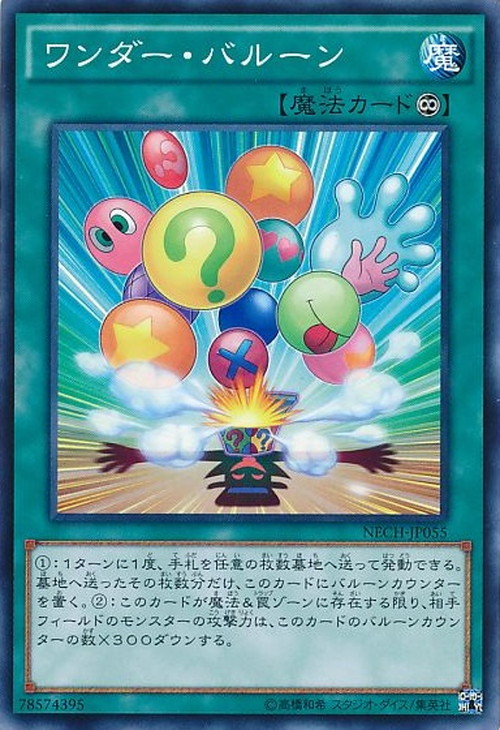 ワンダー・バルーン
魔
【魔法カード∞】
?
NECH-JP055
①:1ターンに1度、手札を任意の枚数墓地へ送って発動できる。
墓地へ送ったその枚数分だけ、このカードにバルーンカウンター
を置く。②:このカードが魔法&罠ゾーンに存在する限り、相手
フィールドのモンスターの攻撃力は、このカードのバルーンカウン
ターの数×300ダウンする。
78574395
©高橋和希 スタジオ・ダイス/集英社